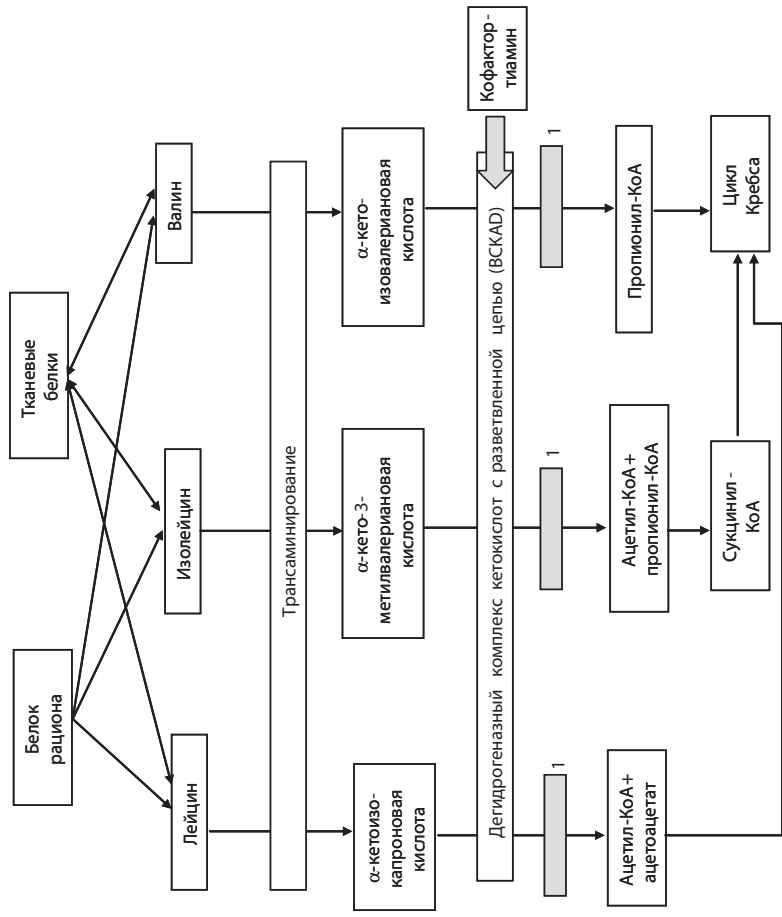 Белок
рациона
Тканевые
белки
Лейцин
Изолейцин
Валин
Трансаминирование
α-кетоизо-
капроновая
кислота
α-кето-3-
метилвалериановая
кислота
α-кето-
изовалериановая
кислота
Дегидрогеназный комплекс кетокислот с разветвленной цепью (BCKAD)
Кофактор-
тиамин
1
1
1
Ацетил-КоА+
ацетоацетат
Ацетил-КоА+
пропионил-КоА
Пропионил-КоА
Сукцинил-
КоА
Цикл
Кребса